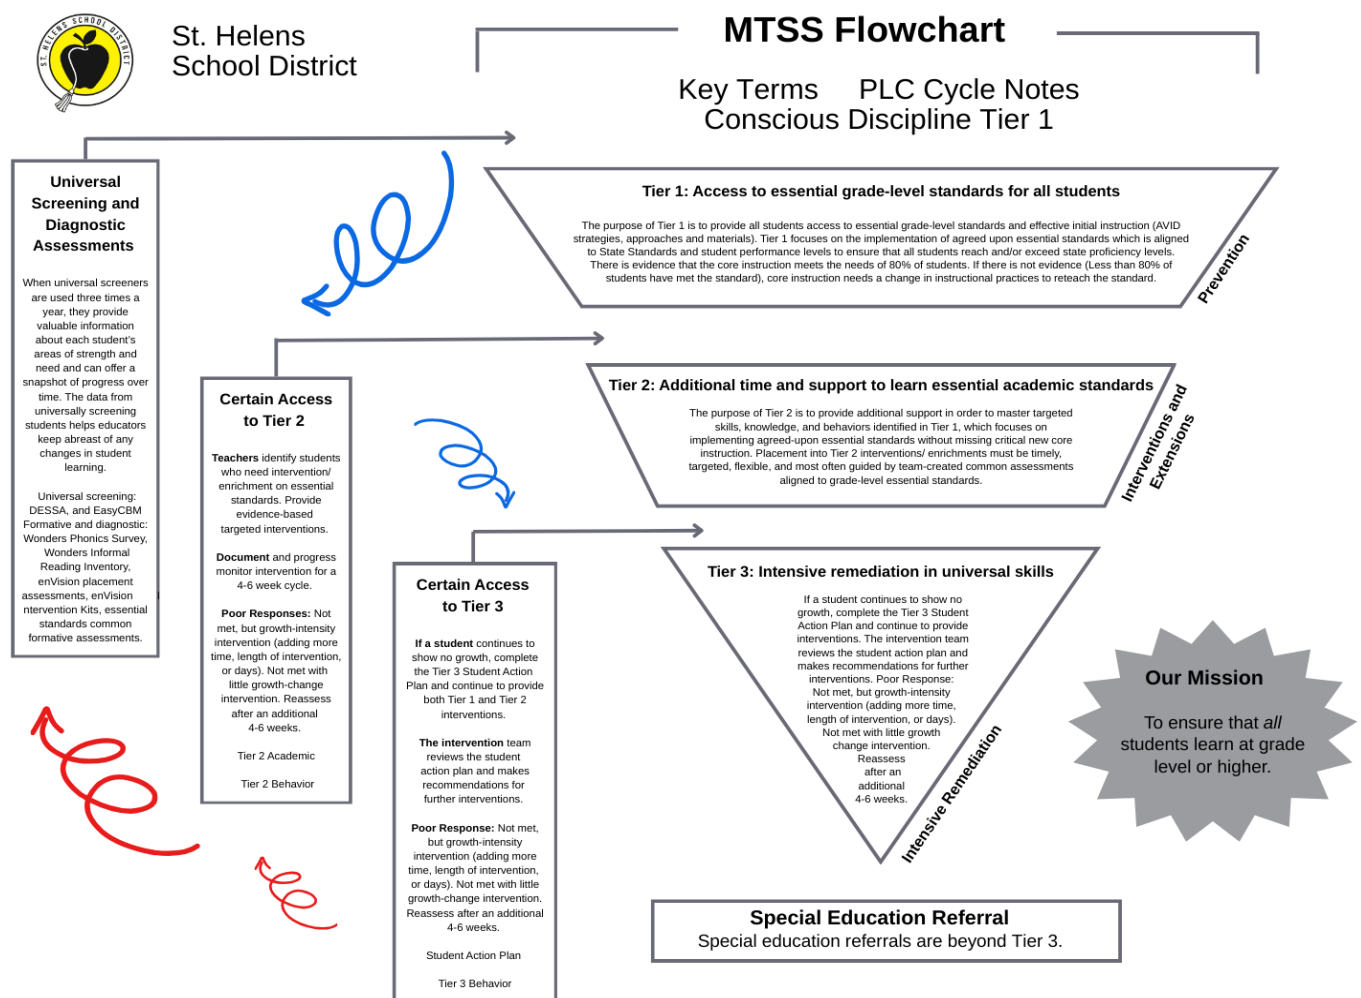 ST. HELENS SCHOOL DISTRICT
St. Helens
School District
MTSS Flowchart
Key Terms PLC Cycle Notes
Conscious Discipline Tier 1
Universal
Screening and
Diagnostic
Assessments
When universal screeners
are used three times a
year, they provide
valuable information
about each student's
areas of strength and
need and can offer a
snapshot of progress over
time. The data from
universally screening
students helps educators
keep abreast of any
changes in student
learning.
Universal screening:
DESSA, and EasyCBM
Formative and diagnostic:
Wonders Phonics Survey,
Wonders Informal
Reading Inventory,
enVision placement
assessments, enVision
ntervention Kits, essential
standards common
formative assessments.
Tier 1: Access to essential grade-level standards for all students
The purpose of Tier 1 is to provide all students access to essential grade-level standards and effective initial instruction (AVID
strategies, approaches and materials). Tier 1 focuses on the implementation of agreed upon essential standards which is aligned
to State Standards and student performance levels to ensure that all students reach and/or exceed state proficiency levels.
There is evidence that the core instruction meets the needs of 80% of students. If there is not evidence (Less than 80% of
students have met the standard), core instruction needs a change in instructional practices to reteach the standard.
Prevention
Certain Access
to Tier 2
Teachers identify students
who need intervention/
enrichment on essential
standards. Provide
evidence-based
targeted interventions.
Document and progress
monitor intervention for a
4-6 week cycle.
Poor Responses: Not
met, but growth-intensity
intervention (adding more
time, length of intervention,
or days). Not met with
little growth-change
intervention. Reassess
after an additional
4-6 weeks.
Tier 2 Academic
Tier 2 Behavior
Tier 2: Additional time and support to learn essential academic standards
The purpose of Tier 2 is to provide additional support in order to master targeted
skills, knowledge, and behaviors identified in Tier 1, which focuses on
implementing agreed-upon essential standards without missing critical new core
instruction. Placement into Tier 2 interventions/ enrichments must be timely,
targeted, flexible, and most often guided by team-created common assessments
aligned to grade-level essential standards.
Interventions and
Extensions
Certain Access
to Tier 3
If a student continues to
show no growth, complete
the Tier 3 Student Action
Plan and continue to provide
both Tier 1 and Tier 2
interventions.
The intervention team
reviews the student
action plan and makes
recommendations for
further interventions.
Poor Response: Not met,
but growth-intensity
intervention (adding more
time, length of intervention,
or days). Not met with little
growth-change intervention.
Reassess after an additional
4-6 weeks.
Student Action Plan
Tier 3 Behavior
Tier 3: Intensive remediation in universal skills
If a student continues to show no
growth, complete the Tier 3 Student
Action Plan and continue to provide
interventions. The intervention team
reviews the student action plan and
makes recommendations for further
interventions. Poor Response:
Not met, but growth-intensity
intervention (adding more time,
length of intervention, or days).
Not met with little growth
change intervention.
Reassess
after an
additional
4-6 weeks.
Intensive Remediation
Our Mission
To ensure that all
students learn at grade
level or higher.
Special Education Referral
Special education referrals are beyond Tier 3.